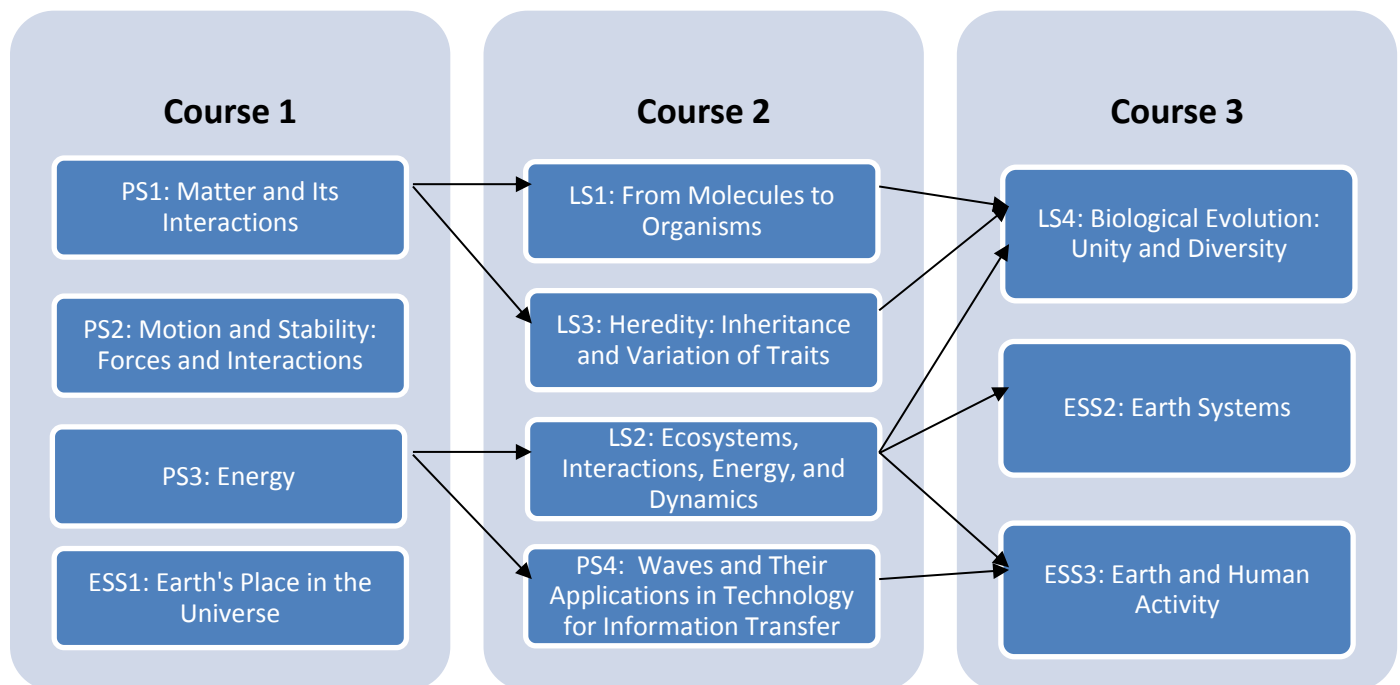 Course 1
PS1: Matter and Its
Interactions
PS2: Motion and Stability:
Forces and Interactions
PS3: Energy
ESS1: Earth's Place in the
Universe
Course 2
LS1: From Molecules to
Organisms
LS3: Heredity: Inheritance
and Variation of Traits
LS2: Ecosystems,
Interactions, Energy, and
Dynamics
PS4:  Waves and Their
Applications in Technology
for Information Transfer
Course 3
LS4: Biological Evolution:
Unity and Diversity
ESS2: Earth Systems
ESS3: Earth and Human
Activity